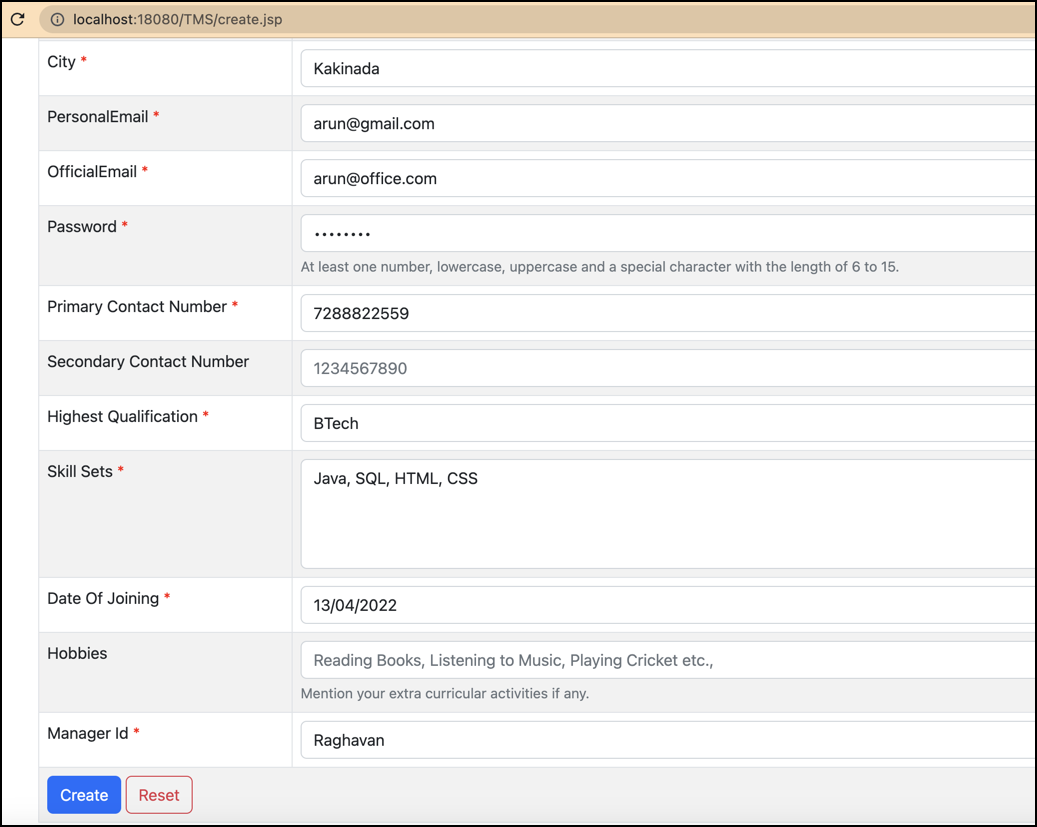 localhost:18080/TMS/create.jsp
City *
Kakinada
PersonalEmail *
arun@gmail.com
OfficialEmail *
arun@office.com
Password *
••••••••
At least one number, lowercase, uppercase and a special character with the length of 6 to 15.
Primary Contact Number *
7288822559
Secondary Contact Number
1234567890
Highest Qualification *
BTech
Skill Sets *
Java, SQL, HTML, CSS
Date Of Joining *
13/04/2022
Hobbies
Reading Books, Listening to Music, Playing Cricket etc.,
Mention your extra curricular activities if any.
Manager Id *
Raghavan
Create Reset